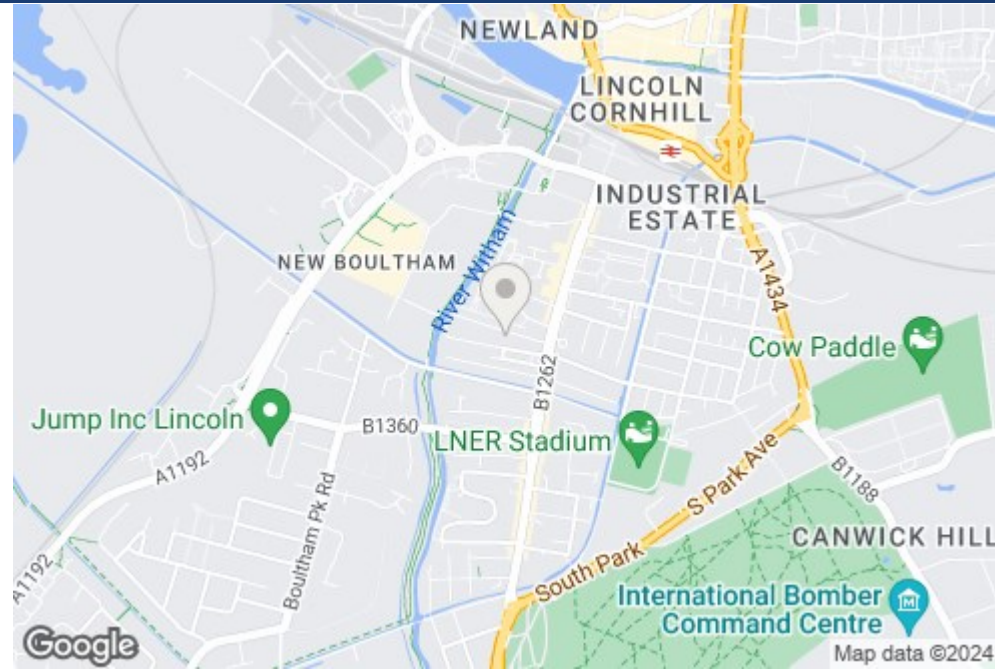 NEWLAND
LINCOLN
CORNHILL
INDUSTRIAL
ESTATE
NEW BOULTHAM
River Witham
A1434
Cow Paddle
B1262
Jump Inc Lincoln
B1360
LNER Stadium
A1192
S Park Ave
B1188
Boultham Pk Rd
CANWICK HILL
A1192
South Park
International Bomber
Command Centre
Google
Map data ©2024